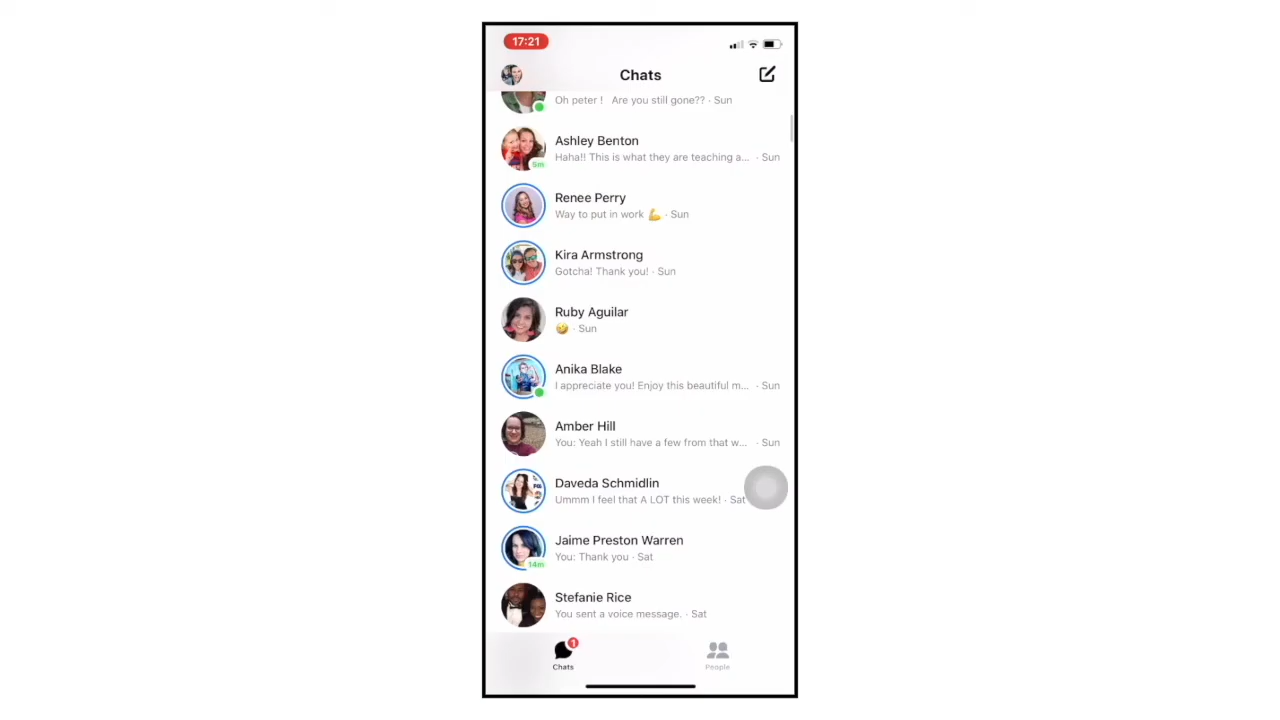 17:21
Chats
Oh peter ! Are you still gone?? · Sun
Ashley Benton
Haha!! This is what they are teaching a... · Sun
5m
Renee Perry
Way to put in work 💪 · Sun
Kira Armstrong
Gotcha! Thank you! · Sun
Ruby Aguilar
🤣 · Sun
Anika Blake
I appreciate you! Enjoy this beautiful m... · Sun
Amber Hill
You: Yeah I still have a few from that w... · Sun
Daveda Schmidlin
Ummm I feel that A LOT this week! · Sat
Jaime Preston Warren
You: Thank you · Sat
14m
Stefanie Rice
You sent a voice message. · Sat
1
Chats
People